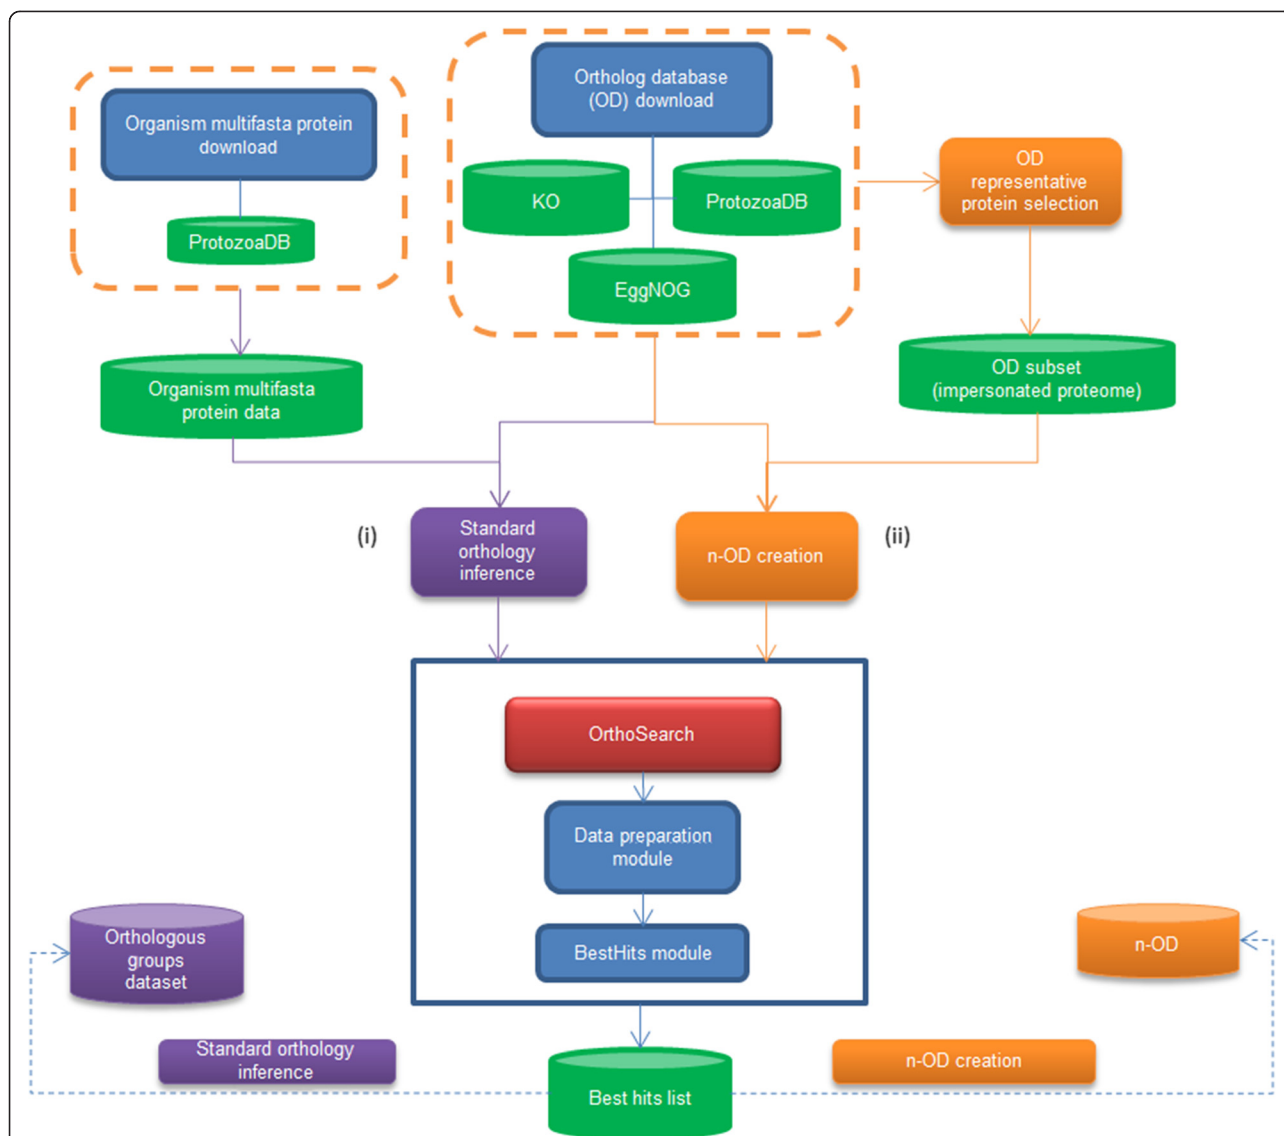 Ortholog database
(OD) download
Organism multifasta protein
download
KO
ProtozoaDB
OD
representative
protein selection
ProtozoaDB
EggNOG
Organism multifasta
protein data
OD subset
(impersonated proteome)
(i)
Standard
orthology
inference
n-OD creation
(ii)
OrthoSearch
Data preparation
module
BestHits module
Orthologous
groups
dataset
n-OD
Standard orthology
inference
n-OD creation
Best hits list